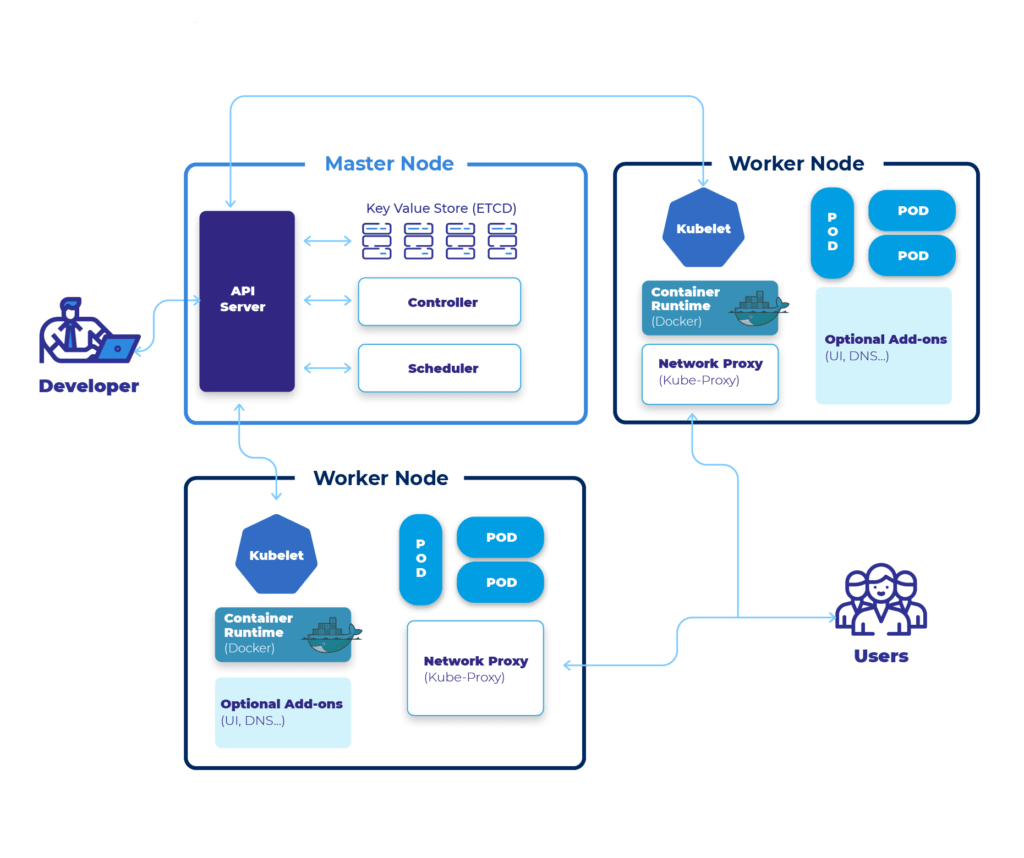 Master Node
Key Value Store (ETCD)
API
Server
Controller
Scheduler
Developer
Worker Node
Kubelet
P
O
D
POD
POD
Container
Runtime
(Docker)
Network Proxy
(Kube-Proxy)
Optional Add-ons
(UI, DNS...)
Worker Node
Kubelet
P
O
D
POD
POD
Container
Runtime
(Docker)
Optional Add-ons
(UI, DNS...)
Network Proxy
(Kube-Proxy)
Users